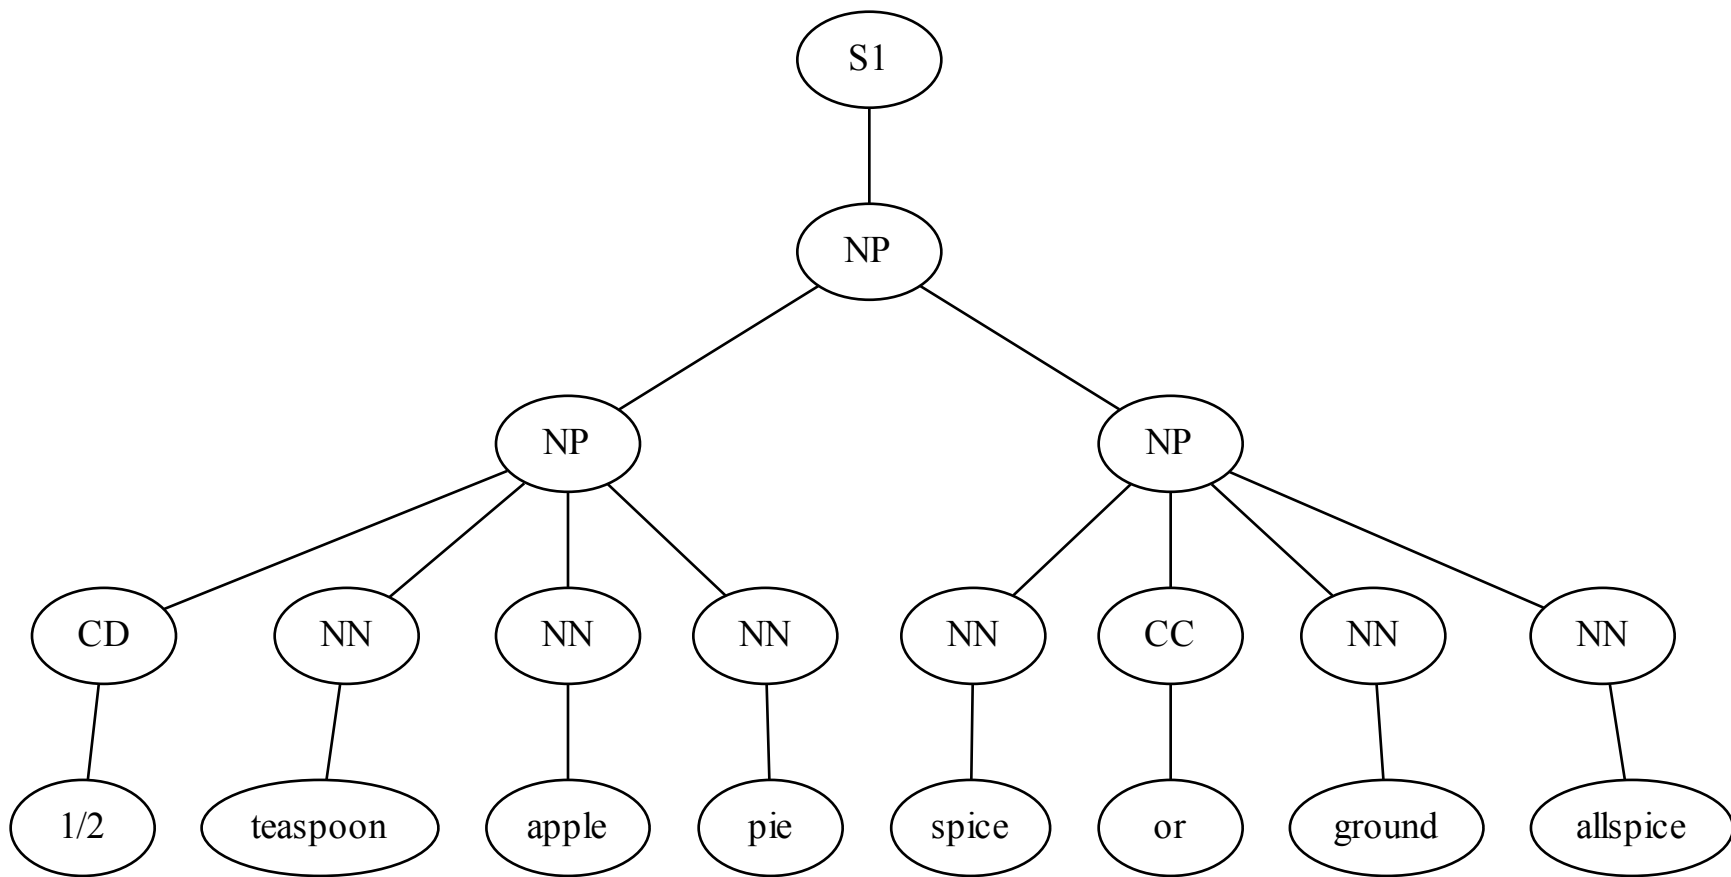 S1
NP
NP NP
CD NN NN NN NN CC NN NN
1/2 teaspoon apple pie spice or ground allspice